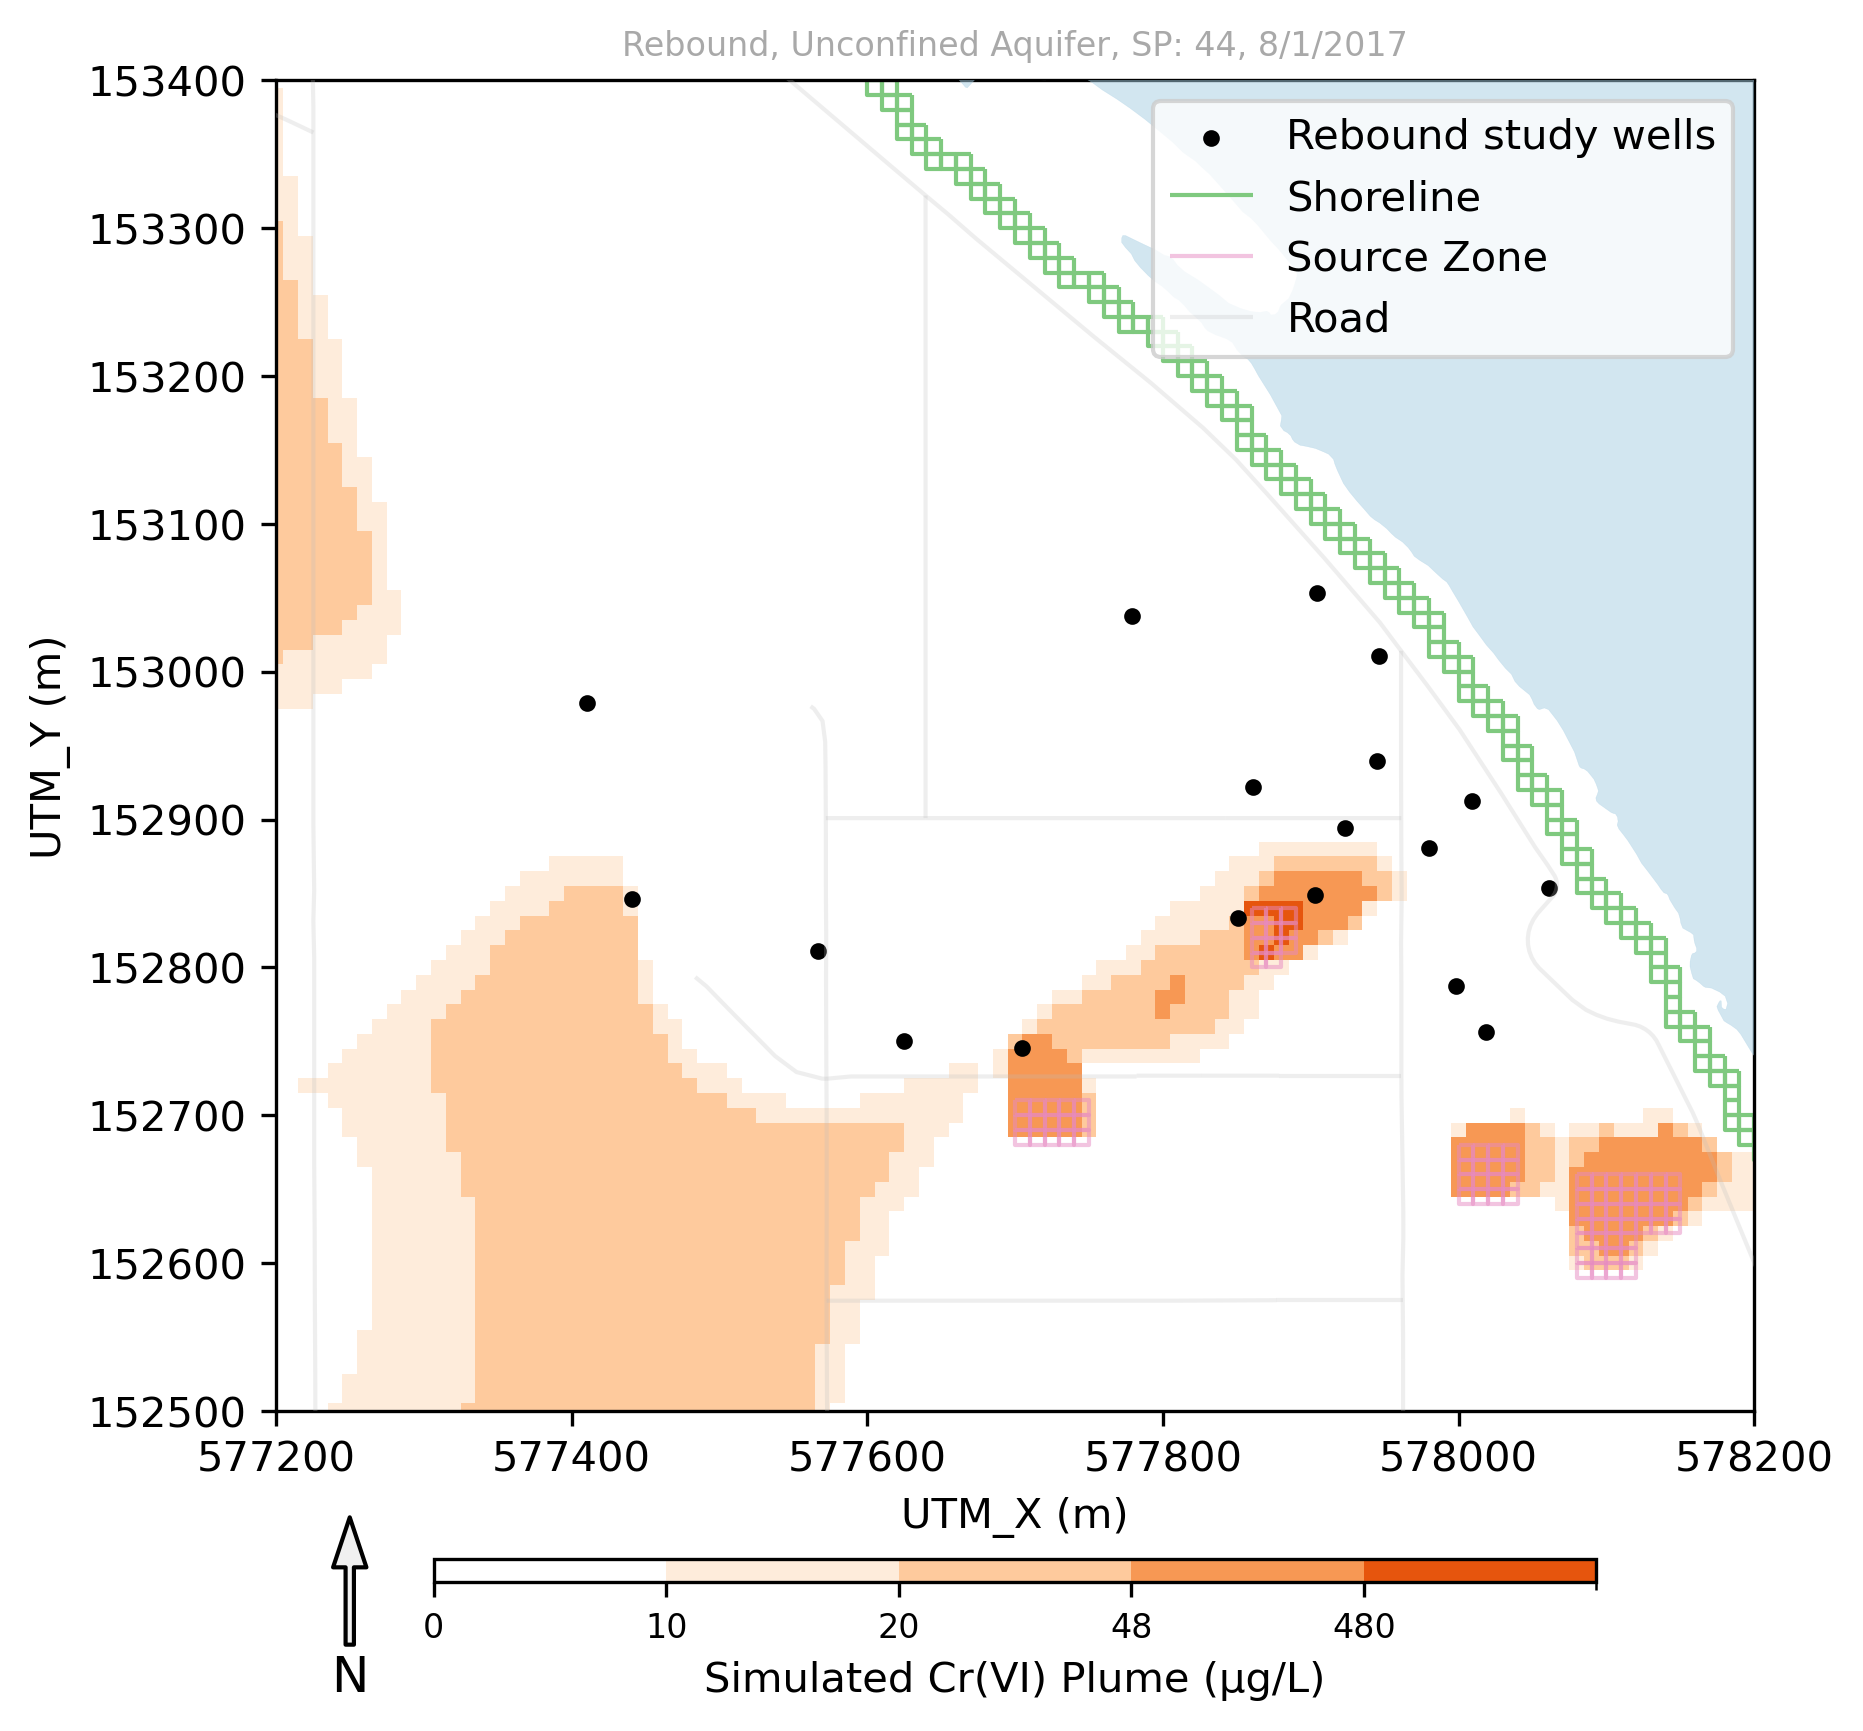 Rebound, Unconfined Aquifer, SP: 44, 8/1/2017
Rebound study wells
Shoreline
Source Zone
Road
UTM_Y (m)
153400
153300
153200
153100
153000
152900
152800
152700
152600
152500
577200 577400 577600 577800 578000 578200
UTM_X (m)
N
0 10 20 48 480
Simulated Cr(VI) Plume (μg/L)